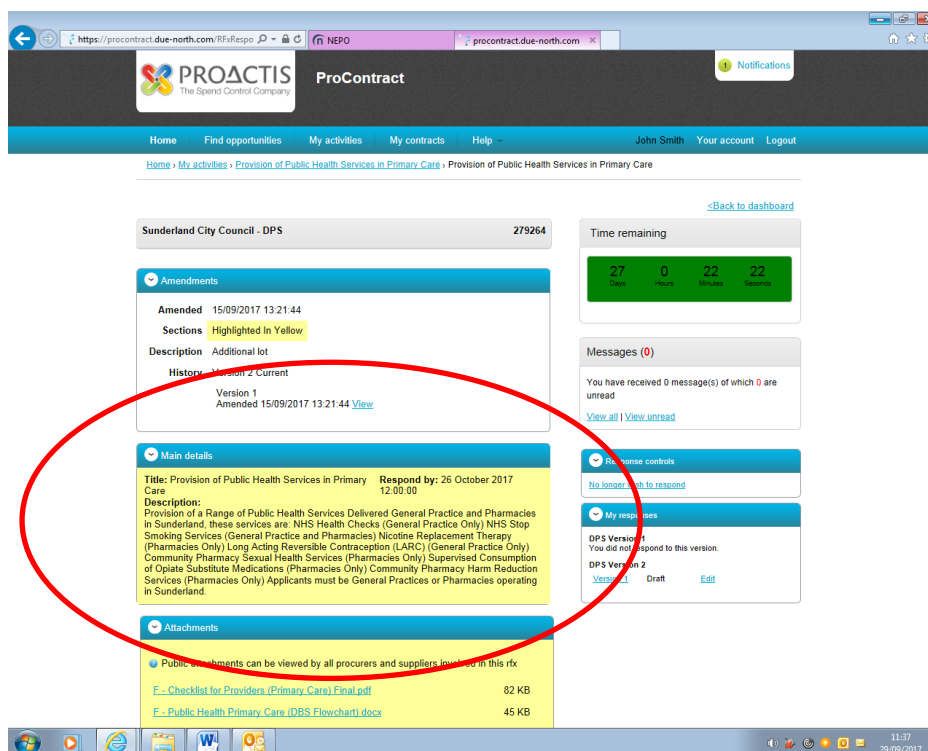 https://procontract.due-north.com/RFxRespo
NEPO
procontract.due-north.com
PROACTIS
The Spend Control Company
ProContract
1 Notifications
Home Find opportunities My activities My contracts Help John Smith Your account Logout
Home › My activities › Provision of Public Health Services in Primary Care › Provision of Public Health Services in Primary Care
<Back to dashboard
Sunderland City Council - DPS 279264
Amendments
Amended 15/09/2017 13:21:44
Sections Highlighted In Yellow
Description Additional lot
History Version 2 Current
Version 1
Amended 15/09/2017 13:21:44 View
Main details
Title: Provision of Public Health Services in Primary Care
Respond by: 26 October 2017 12:00:00
Description:
Provision of a Range of Public Health Services Delivered General Practice and Pharmacies
in Sunderland, these services are: NHS Health Checks (General Practice Only) NHS Stop
Smoking Services (General Practice and Pharmacies) Nicotine Replacement Therapy
(Pharmacies Only) Long Acting Reversible Contraception (LARC) (General Practice Only)
Community Pharmacy Sexual Health Services (Pharmacies Only) Supervised Consumption
of Opiate Substitute Medications (Pharmacies Only) Community Pharmacy Harm Reduction
Services (Pharmacies Only) Applicants must be General Practices or Pharmacies operating
in Sunderland.
Attachments
Public attachments can be viewed by all procurers and suppliers involved in this rfx
F - Checklist for Providers (Primary Care) Final.pdf 82 KB
F - Public Health Primary Care (DBS Flowchart).docx 45 KB
Time remaining
27 0 22 22
Days Hours Minutes Seconds
Messages (0)
You have received 0 message(s) of which 0 are
unread
View all | View unread
Response controls
No longer wish to respond
My responses
DPS Version 1
You did not respond to this version.
DPS Version 2
Version 1 Draft Edit
11:37
29/09/2017